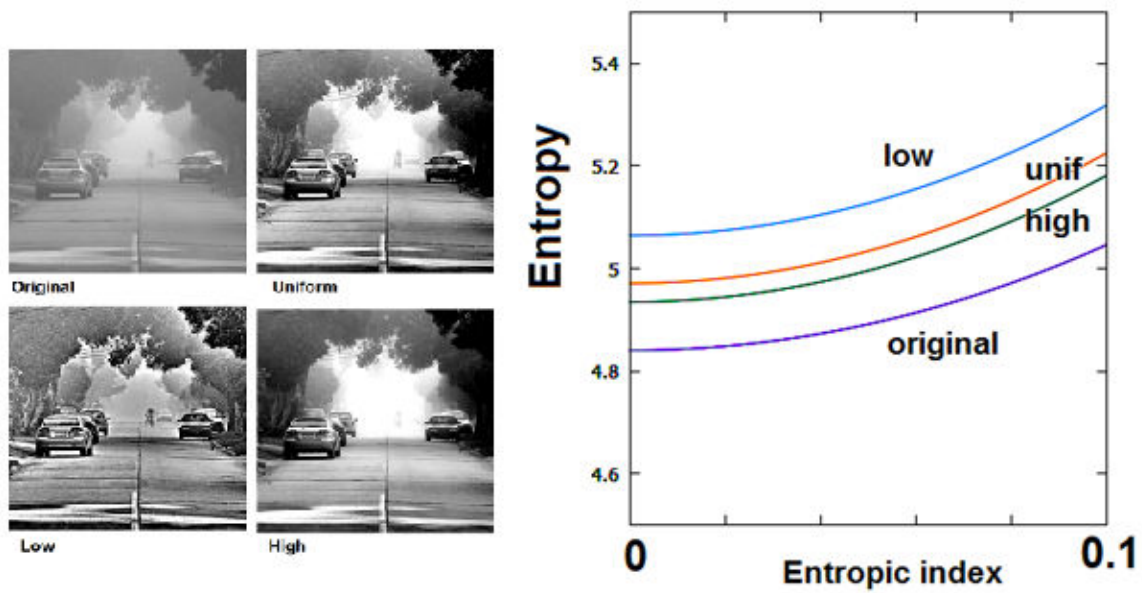 Original
Uniform
Low
High
Entropy
5.4
5.2
5
4.8
4.6
low
unif
high
original
0
0.1
Entropic index